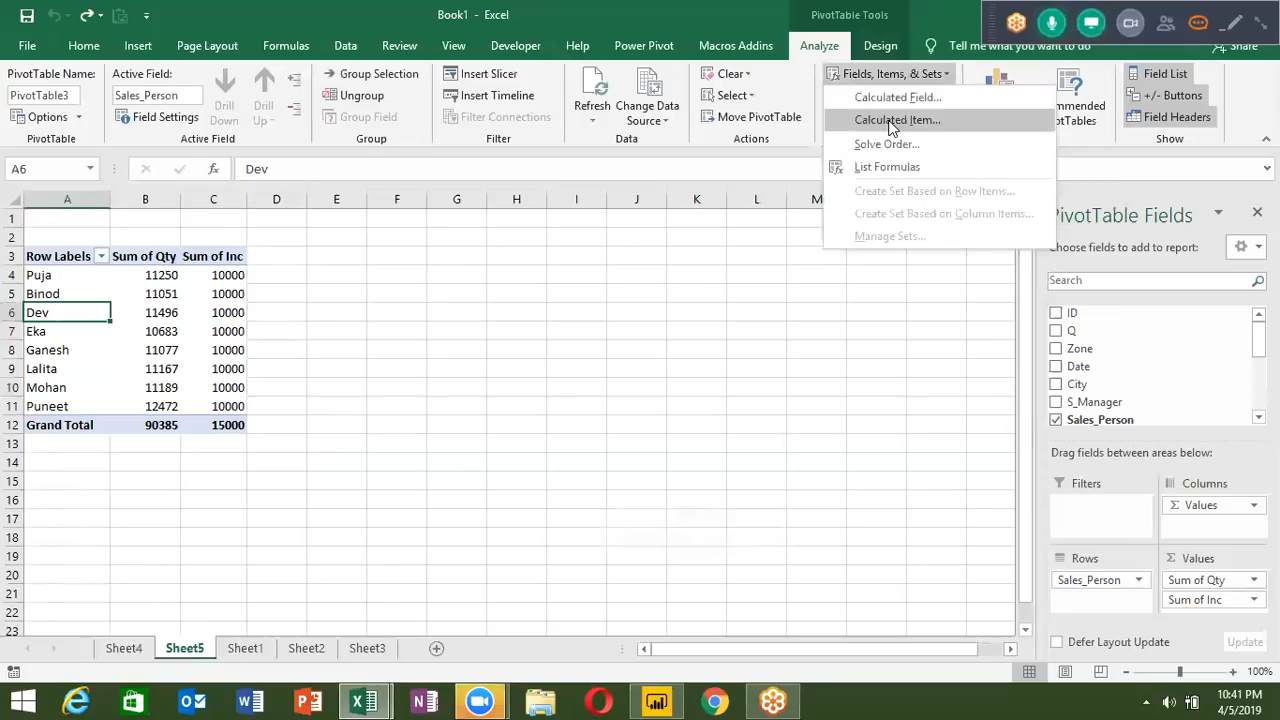 Book1 - Excel
PivotTable Tools
File Home Insert Page Layout Formulas Data Review View Developer Help Power Pivot Macros Addins Analyze Design Tell me what you want to do Share
PivotTable Name:
PivotTable3
Options
PivotTable
Active Field:
Sales_Person
Field Settings
Drill Down
Drill Up
Active Field
Group Selection
Ungroup
Group Field
Group
Insert Slicer
Insert Timeline
Filter Connections
Filter
Refresh
Change Data Source
Data
Clear
Select
Move PivotTable
Actions
Fields, Items, & Sets
Calculated Field...
Calculated Item...
Solve Order...
List Formulas
Create Set Based on Row Items...
Create Set Based on Column Items...
Manage Sets...
Field List
+/- Buttons
Field Headers
Show
A6 fx Dev
A B C D E F G H I J K L M
1
2
3 Row Labels Sum of Qty Sum of Inc
4 Puja 11250 10000
5 Binod 11051 10000
6 Dev 11496 10000
7 Eka 10683 10000
8 Ganesh 11077 10000
9 Lalita 11167 10000
10 Mohan 11189 10000
11 Puneet 12472 10000
12 Grand Total 90385 15000
13
14
15
16
17
18
19
20
21
22
23
PivotTable Fields
Choose fields to add to report:
Search
ID
Q
Zone
Date
City
S_Manager
Sales_Person
Drag fields between areas below:
Filters
Columns
Σ Values
Rows
Sales_Person
Σ Values
Sum of Qty
Sum of Inc
Defer Layout Update
Update
Sheet4 Sheet5 Sheet1 Sheet2 Sheet3
100%
10:41 PM
4/5/2019